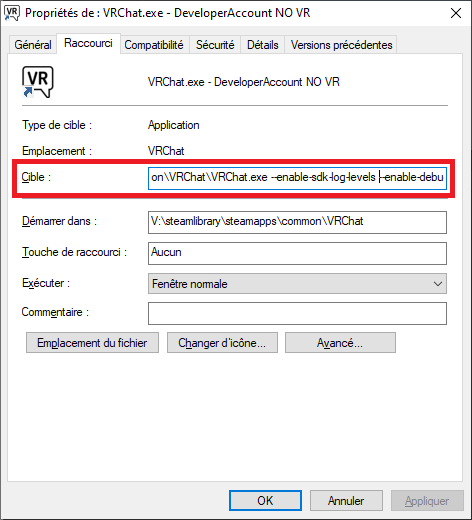 Propriétés de : VRChat.exe - DeveloperAccount NO VR
Général Raccourci Compatibilité Sécurité Détails Versions précédentes
VR
VRChat.exe - DeveloperAccount NO VR
Type de cible : Application
Emplacement : VRChat
Cible : on\VRChat\VRChat.exe --enable-sdk-log-levels --enable-debu
Démarrer dans : V:\steamlibrary\steamapps\common\VRChat
Touche de raccourci : Aucun
Exécuter : Fenêtre normale
Commentaire :
Emplacement du fichier Changer d'icône... Avancé...
OK Annuler Appliquer